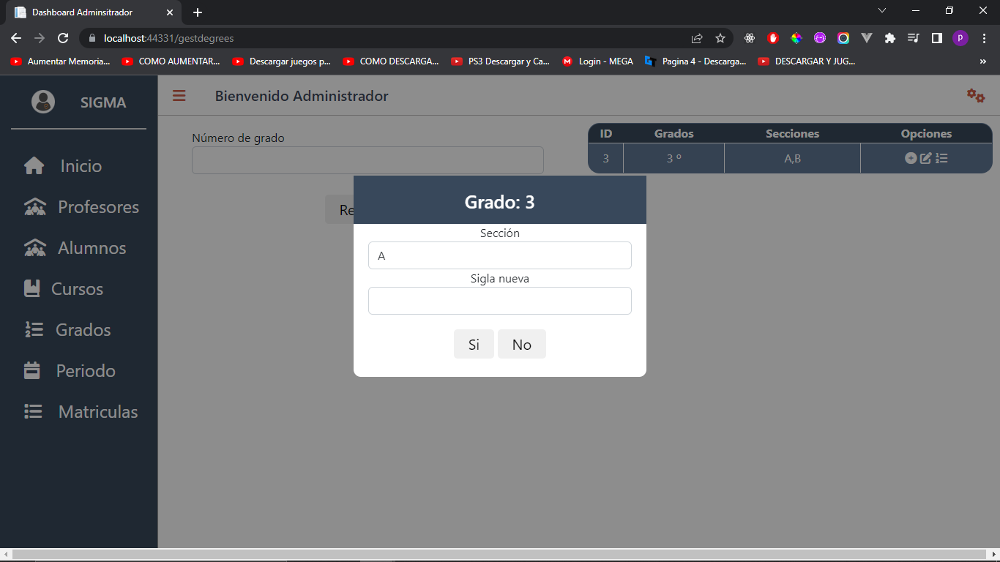 Dashboard Adminsitrador
localhost:44331/gestdegrees
P
Aumentar Memoria...
COMO AUMENTAR...
Descargar juegos p...
COMO DESCARGA...
PS3 Descargar y Ca...
Login - MEGA
Pagina 4 - Descarga...
DESCARGAR Y JUG...
»
SIGMA
Bienvenido Administrador
Inicio
Profesores
Alumnos
Cursos
Grados
Periodo
Matriculas
Número de grado
Re
ID Grados Secciones Opciones
3 3 º A,B
Grado: 3
Sección
A
Sigla nueva
Si No